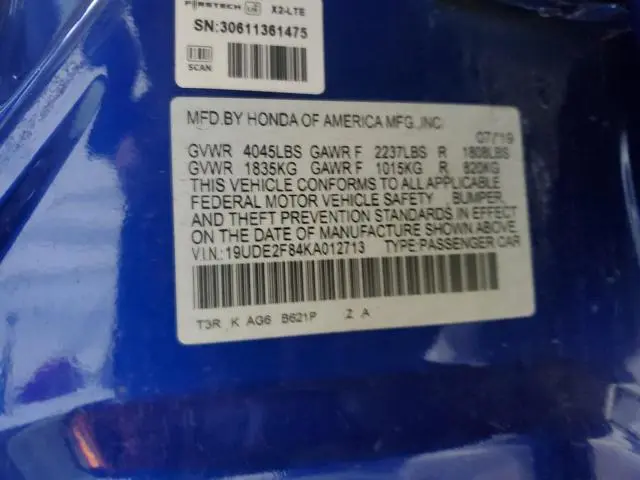 FIRSTECH LTE X2-LTE
SN:30611361475
SCAN
MFD.BY HONDA OF AMERICA MFG.,INC.
07/19
GVWR 4045LBS GAWR F 2237LBS R 1808LBS
GVWR 1835KG GAWR F 1015KG R 820KG
THIS VEHICLE CONFORMS TO ALL APPLICABLE
FEDERAL MOTOR VEHICLE SAFETY , BUMPER,
AND THEFT PREVENTION STANDARDS IN EFFECT
ON THE DATE OF MANUFACTURE SHOWN ABOVE.
V.I.N.: 19UDE2F84KA012713 TYPE:PASSENGER CAR
T3R K AG6 B621P Z A